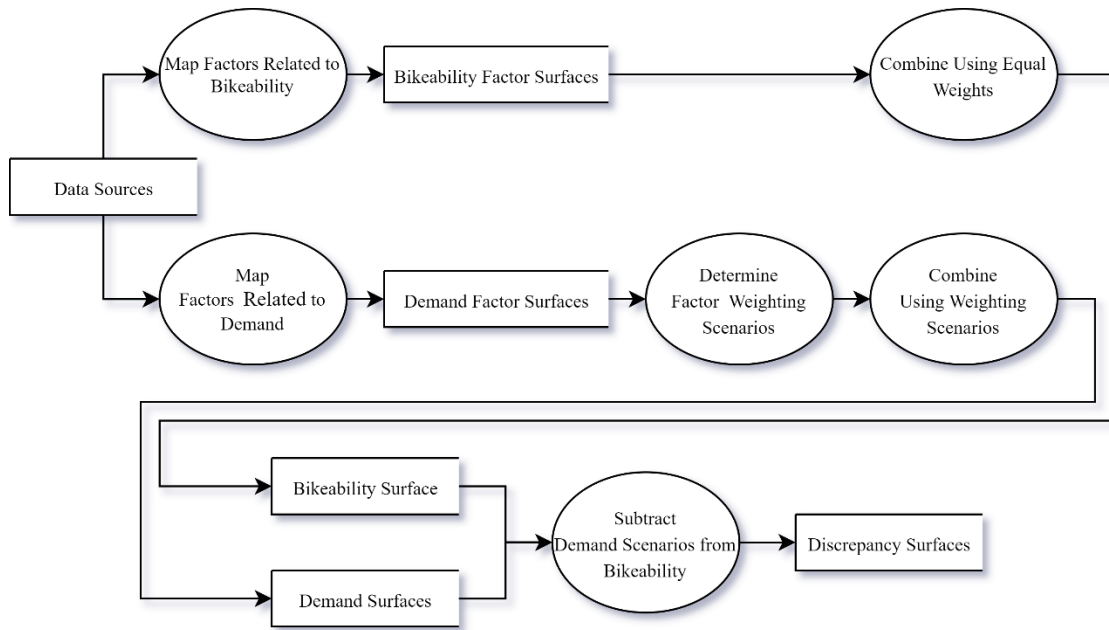 Map Factors Related to
Bikeability
Bikeability Factor Surfaces
Combine Using Equal
Weights
Data Sources
Map
Factors Related to
Demand
Demand Factor Surfaces
Determine
Factor Weighting
Scenarios
Combine
Using Weighting
Scenarios
Bikeability Surface
Subtract
Demand Scenarios from
Bikeability
Discrepancy Surfaces
Demand Surfaces